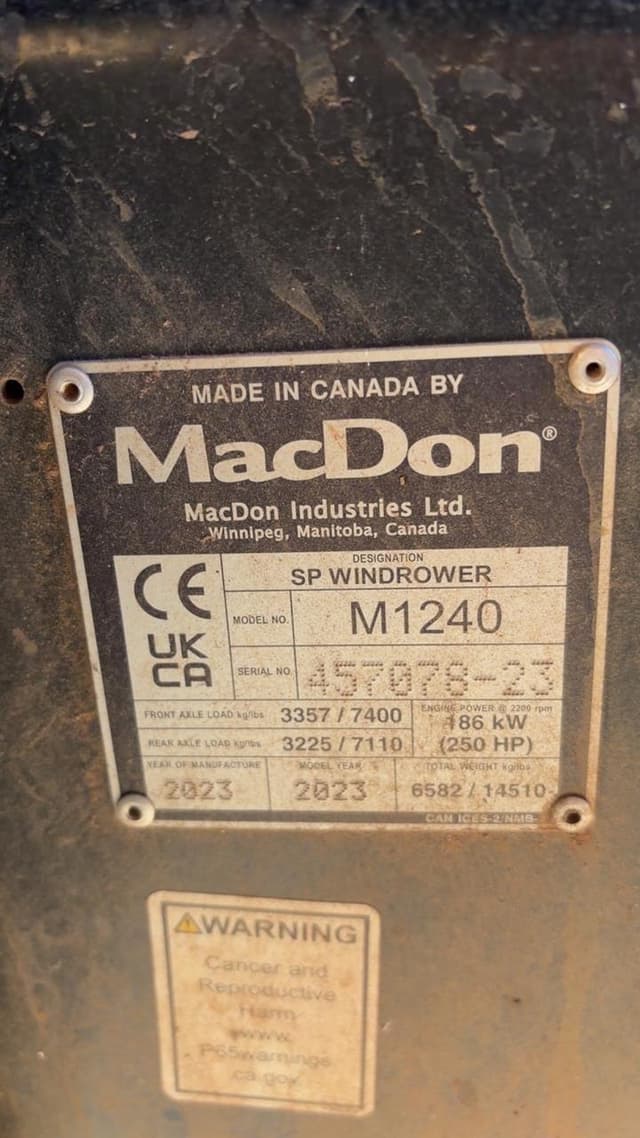 MADE IN CANADA BY
MacDon®
MacDon Industries Ltd.
Winnipeg, Manitoba, Canada
CE
UK
CA
DESIGNATION
SP WINDROWER
MODEL NO. M1240
SERIAL NO. 457078-23
FRONT AXLE LOAD kg/lbs 3357 / 7400
REAR AXLE LOAD kg/lbs 3225 / 7110
ENGINE POWER @ 2200 rpm
186 kW
(250 HP)
YEAR OF MANUFACTURE
2023
MODEL YEAR
2023
TOTAL WEIGHT kg/lbs
6582 / 14510
CAN ICES-2/NMB-
⚠WARNING
Cancer and
Reproductive
Harm
www.
P65warnings
.ca.gov